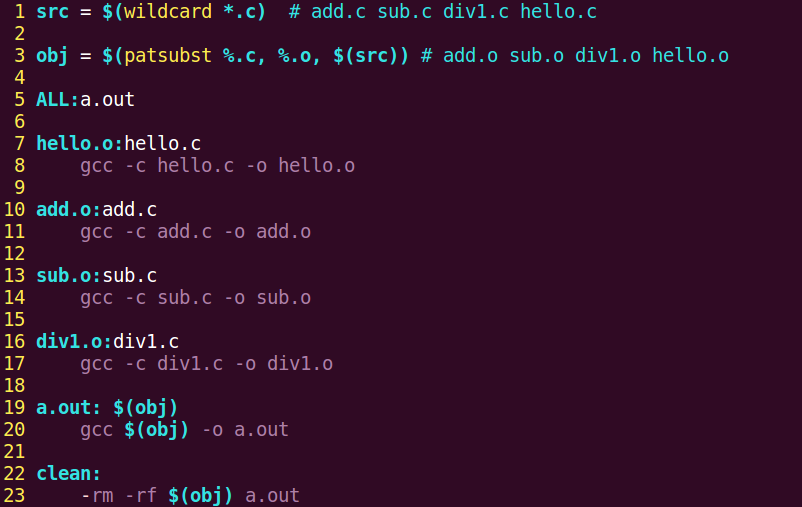 1 src = $(wildcard *.c)  # add.c sub.c div1.c hello.c
2
3 obj = $(patsubst %.c, %.o, $(src)) # add.o sub.o div1.o hello.o
4
5 ALL:a.out
6
7 hello.o:hello.c
8     gcc -c hello.c -o hello.o
9
10 add.o:add.c
11     gcc -c add.c -o add.o
12
13 sub.o:sub.c
14     gcc -c sub.c -o sub.o
15
16 div1.o:div1.c
17     gcc -c div1.c -o div1.o
18
19 a.out: $(obj)
20     gcc $(obj) -o a.out
21
22 clean:
23     -rm -rf $(obj) a.out